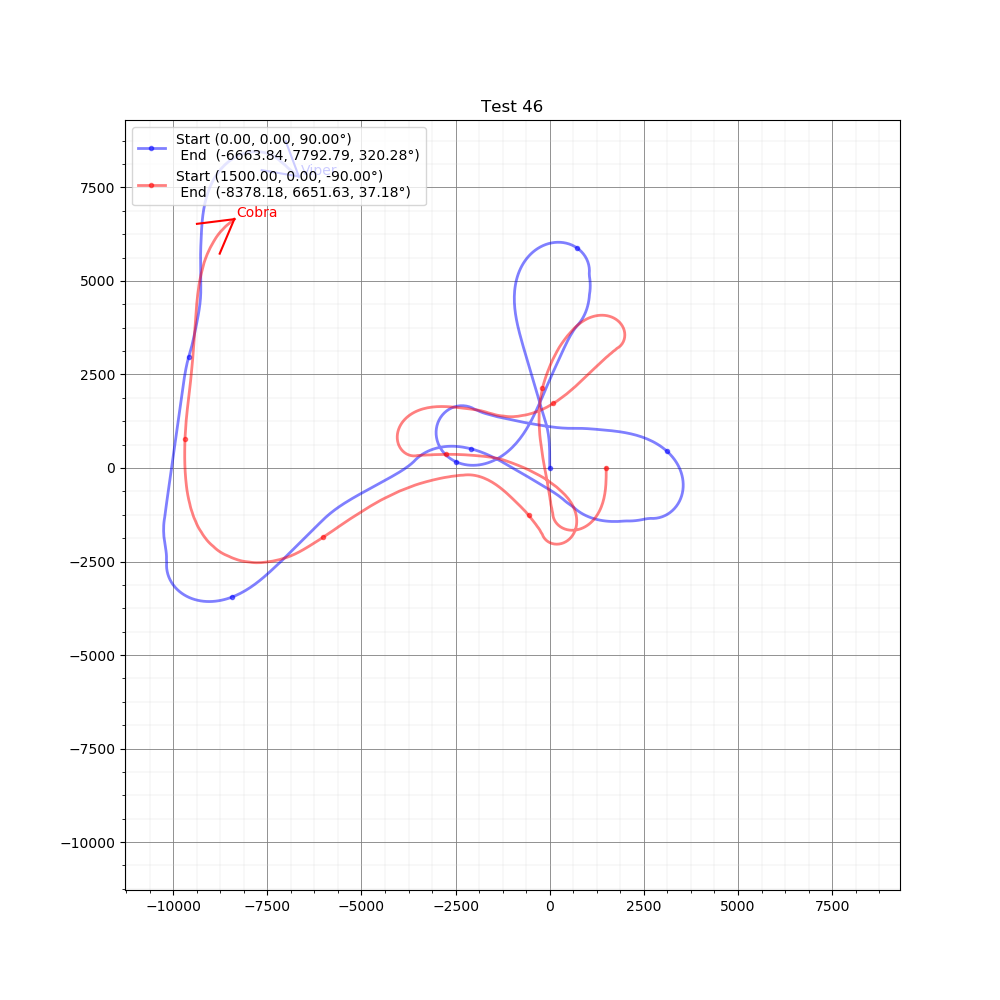 Test 46
Start (0.00, 0.00, 90.00°)
End  (-6663.84, 7792.79, 320.28°)
Start (1500.00, 0.00, -90.00°)
End  (-8378.18, 6651.63, 37.18°)
Viper
Cobra
7500
5000
2500
0
−2500
−5000
−7500
−10000
−10000 −7500 −5000 −2500 0 2500 5000 7500